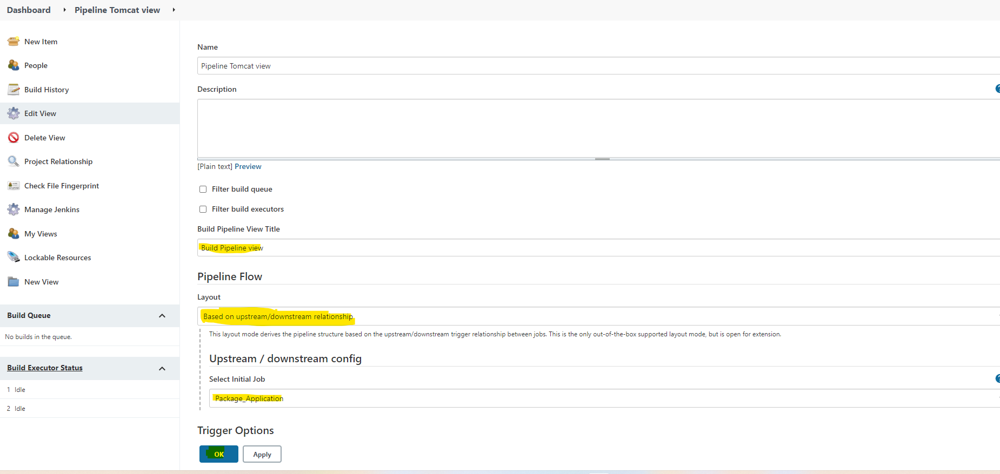 Dashboard
Pipeline Tomcat view
New Item
People
Build History
Edit View
Delete View
Project Relationship
Check File Fingerprint
Manage Jenkins
My Views
Lockable Resources
New View
Build Queue
No builds in the queue.
Build Executor Status
1 Idle
2 Idle
Name
Pipeline Tomcat view
Description
[Plain text] Preview
Filter build queue
Filter build executors
Build Pipeline View Title
Build Pipeline view
Pipeline Flow
Layout
Based on upstream/downstream relationship
This layout mode derives the pipeline structure based on the upstream/downstream trigger relationship between jobs. This is the only out-of-the-box supported layout mode, but is open for extension.
Upstream / downstream config
Select Initial Job
Package_Application
Trigger Options
OK
Apply